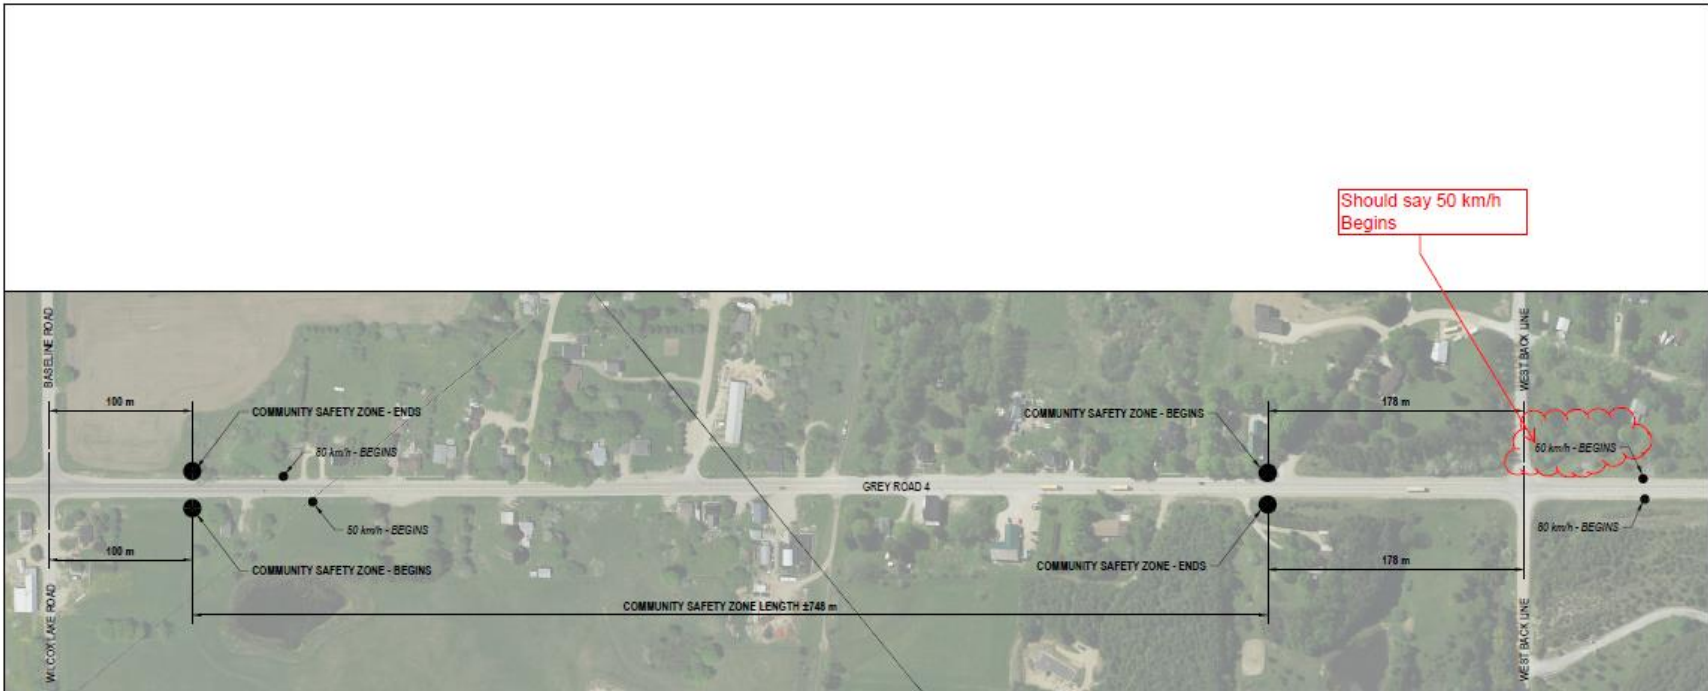 Should say 50 km/h
Begins
BASELINE ROAD
WEST BACK LINE
100 m
COMMUNITY SAFETY ZONE - ENDS
COMMUNITY SAFETY ZONE - BEGINS
178 m
80 km/h - BEGINS
60 km/h - BEGINS
GREY ROAD 4
50 km/h - BEGINS
80 km/h - BEGINS
100 m
COMMUNITY SAFETY ZONE - BEGINS
COMMUNITY SAFETY ZONE - ENDS
178 m
COMMUNITY SAFETY ZONE LENGTH ±748 m
WILCOX LAKE ROAD
WEST BACK LINE